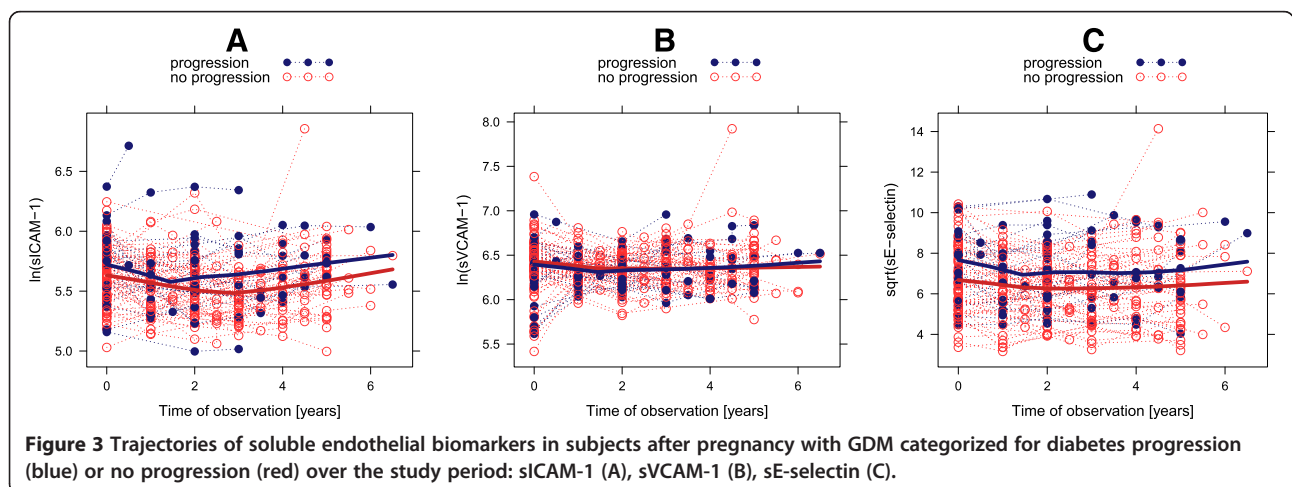 A
progression
no progression
ln(sICAM−1)
6.5
6.0
5.5
5.0
0 2 4 6
Time of observation [years]
B
progression
no progression
ln(sVCAM−1)
8.0
7.5
7.0
6.5
6.0
5.5
0 2 4 6
Time of observation [years]
C
progression
no progression
sqrt(sE−selectin)
14
12
10
8
6
4
0 2 4 6
Time of observation [years]
Figure 3 Trajectories of soluble endothelial biomarkers in subjects after pregnancy with GDM categorized for diabetes progression
(blue) or no progression (red) over the study period: sICAM-1 (A), sVCAM-1 (B), sE-selectin (C).